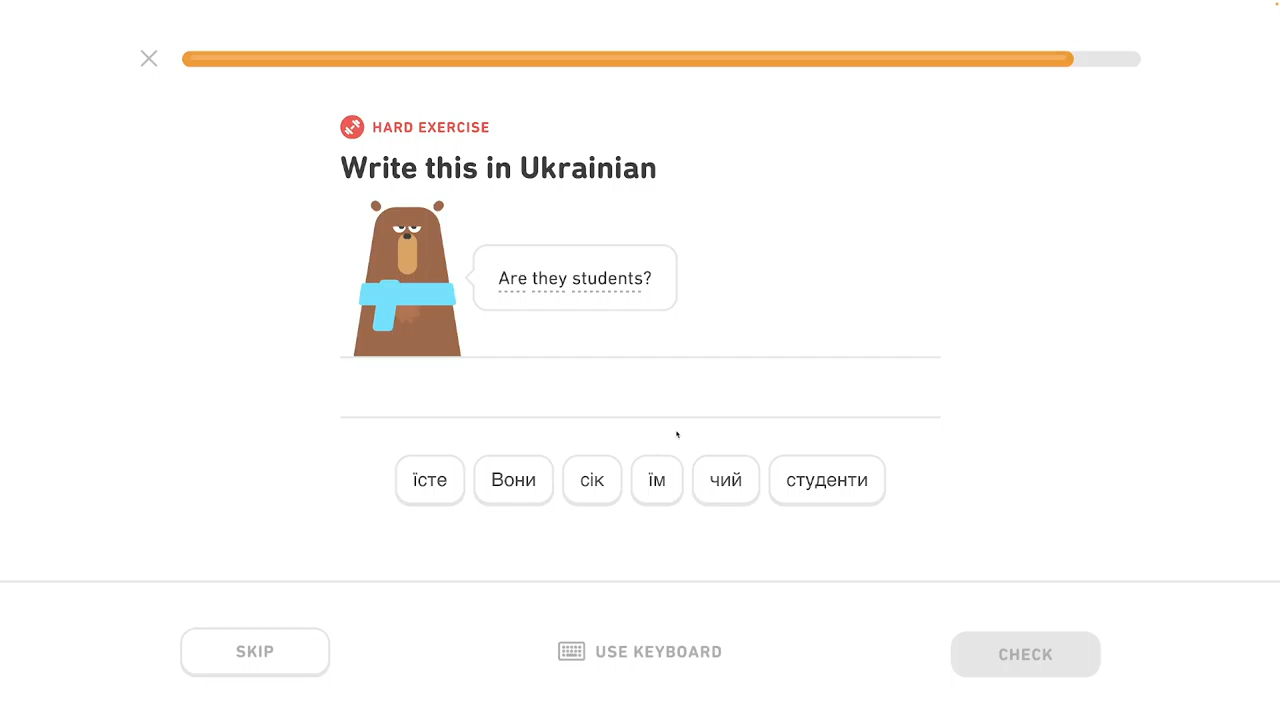 HARD EXERCISE
Write this in Ukrainian
Are they students?
їсте Вони сік їм чий студенти
SKIP USE KEYBOARD CHECK